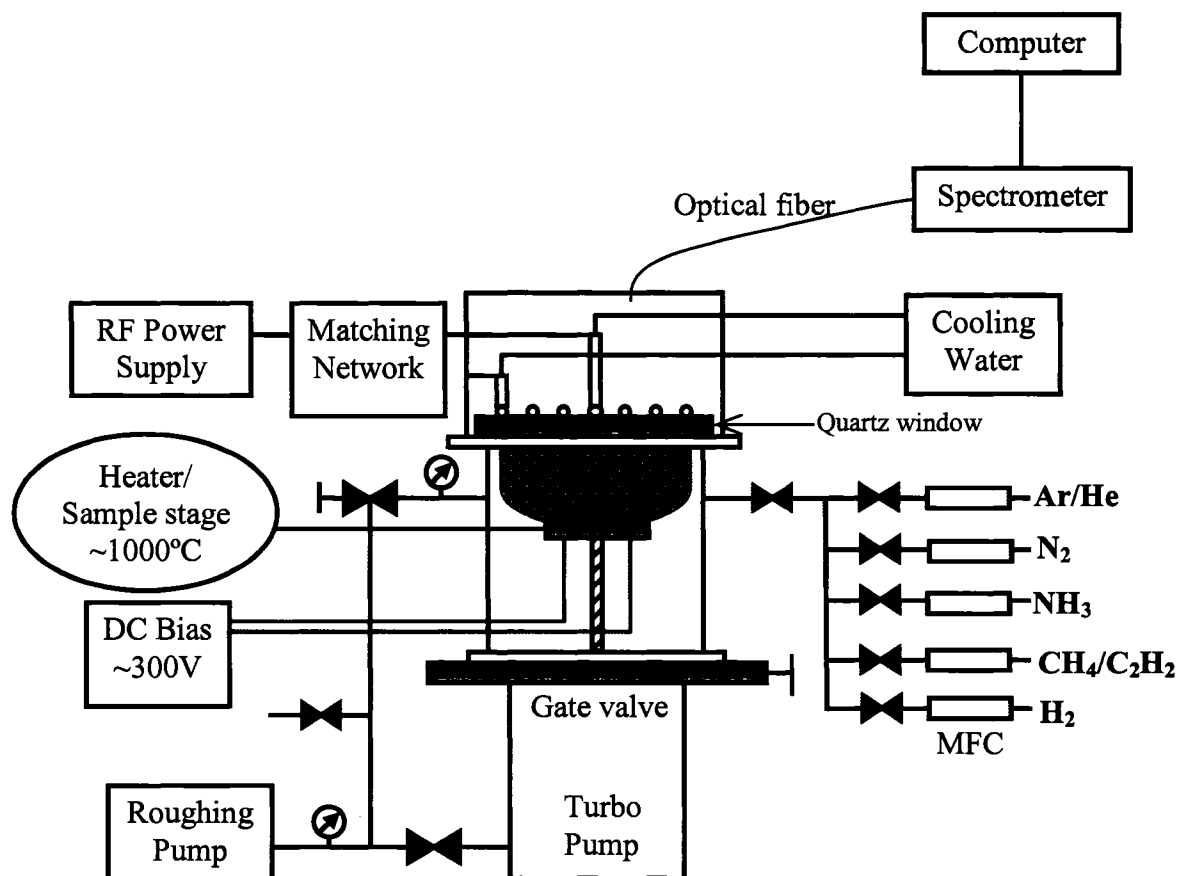 Computer
Optical fiber
Spectrometer
RF Power
Supply
Matching
Network
Cooling
Water
Quartz window
Heater/
Sample stage
~1000ºC
Ar/He
N₂
NH₃
CH₄/C₂H₂
H₂
MFC
DC Bias
~300V
Gate valve
Roughing
Pump
Turbo
Pump